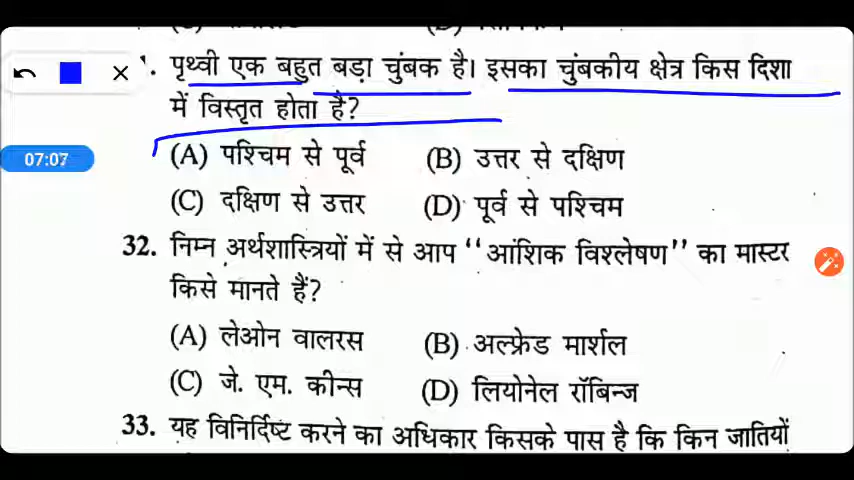 पृथ्वी एक बहुत बड़ा चुंबक है। इसका चुंबकीय क्षेत्र किस दिशा
में विस्तृत होता है?
07:07
(A) पश्चिम से पूर्व (B) उत्तर से दक्षिण
(C) दक्षिण से उत्तर (D) पूर्व से पश्चिम
32. निम्न अर्थशास्त्रियों में से आप “आंशिक विश्लेषण” का मास्टर
किसे मानते हैं?
(A) लेओन वालरस (B) अल्फ्रेड मार्शल
(C) जे. एम. कीन्स (D) लियोनेल रॉबिन्ज
33. यह विनिर्दिष्ट करने का अधिकार किसके पास है कि किन जातियों